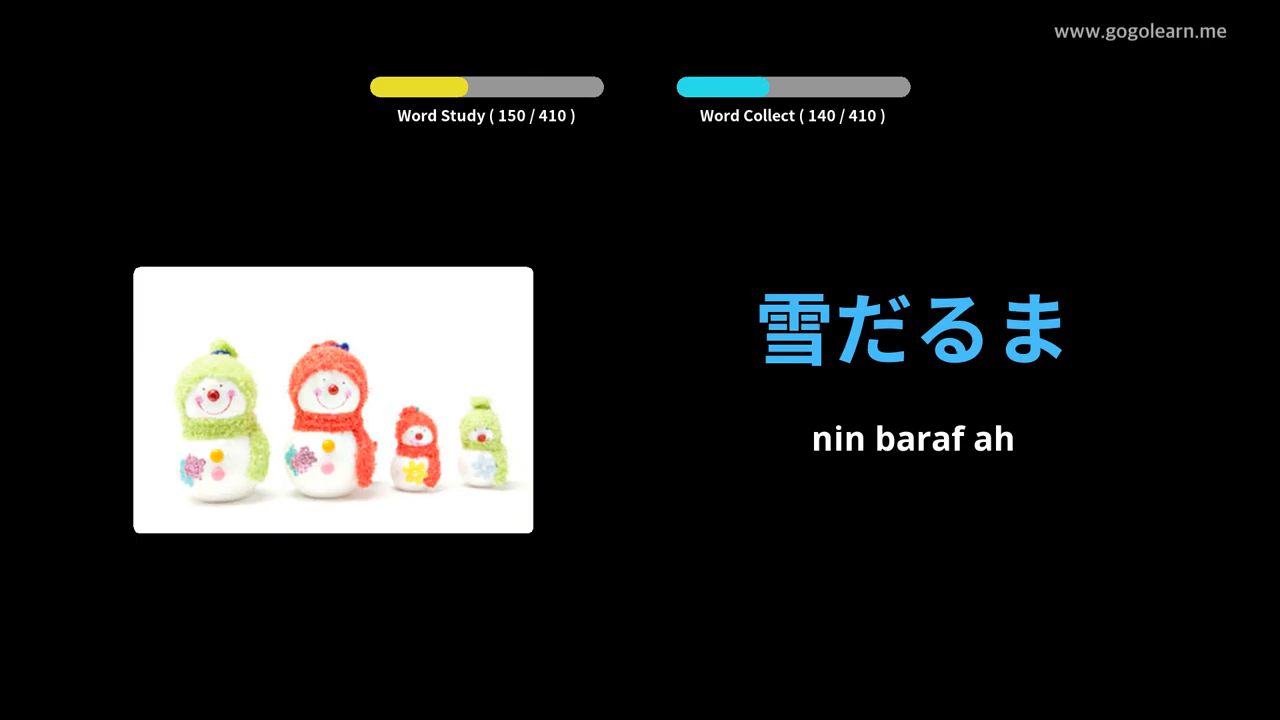 www.gogolearn.me
Word Study ( 150 / 410 )
Word Collect ( 140 / 410 )
雪だるま
nin baraf ah